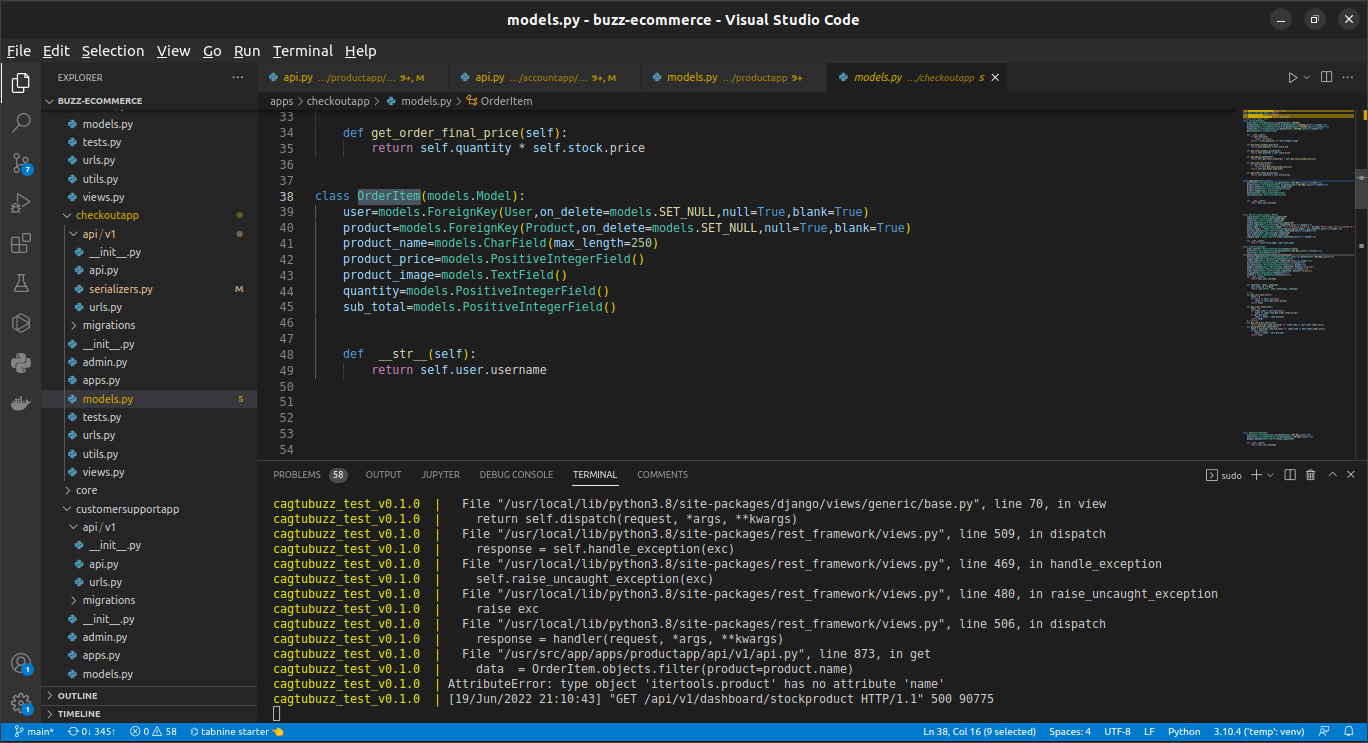 models.py - buzz-ecommerce - Visual Studio Code
File Edit Selection View Go Run Terminal Help
EXPLORER
BUZZ-ECOMMERCE
models.py
tests.py
urls.py
utils.py
views.py
checkoutapp
api/v1
__init__.py
api.py
serializers.py M
urls.py
migrations
__init__.py
admin.py
apps.py
models.py 5
tests.py
urls.py
utils.py
views.py
core
customersupportapp
api/v1
__init__.py
api.py
urls.py
migrations
__init__.py
admin.py
apps.py
models.py
OUTLINE
TIMELINE
7
1
1
api.py .../productapp/... 9+, M
api.py .../accountapp/... 9+, M
models.py .../productapp 9+
models.py .../checkoutapp 5
apps > checkoutapp > models.py > OrderItem
33
34 def get_order_final_price(self):
35 return self.quantity * self.stock.price
36
37
38 class OrderItem(models.Model):
39 user=models.ForeignKey(User,on_delete=models.SET_NULL,null=True,blank=True)
40 product=models.ForeignKey(Product,on_delete=models.SET_NULL,null=True,blank=True)
41 product_name=models.CharField(max_length=250)
42 product_price=models.PositiveIntegerField()
43 product_image=models.TextField()
44 quantity=models.PositiveIntegerField()
45 sub_total=models.PositiveIntegerField()
46
47
48 def __str__(self):
49 return self.user.username
50
51
52
53
54
PROBLEMS 58 OUTPUT JUPYTER DEBUG CONSOLE TERMINAL COMMENTS
sudo
cagtubuzz_test_v0.1.0 | File "/usr/local/lib/python3.8/site-packages/django/views/generic/base.py", line 70, in view
cagtubuzz_test_v0.1.0 | return self.dispatch(request, *args, **kwargs)
cagtubuzz_test_v0.1.0 | File "/usr/local/lib/python3.8/site-packages/rest_framework/views.py", line 509, in dispatch
cagtubuzz_test_v0.1.0 | response = self.handle_exception(exc)
cagtubuzz_test_v0.1.0 | File "/usr/local/lib/python3.8/site-packages/rest_framework/views.py", line 469, in handle_exception
cagtubuzz_test_v0.1.0 | self.raise_uncaught_exception(exc)
cagtubuzz_test_v0.1.0 | File "/usr/local/lib/python3.8/site-packages/rest_framework/views.py", line 480, in raise_uncaught_exception
cagtubuzz_test_v0.1.0 | raise exc
cagtubuzz_test_v0.1.0 | File "/usr/local/lib/python3.8/site-packages/rest_framework/views.py", line 506, in dispatch
cagtubuzz_test_v0.1.0 | response = handler(request, *args, **kwargs)
cagtubuzz_test_v0.1.0 | File "/usr/src/app/apps/productapp/api/v1/api.py", line 873, in get
cagtubuzz_test_v0.1.0 | data = OrderItem.objects.filter(product=product.name)
cagtubuzz_test_v0.1.0 | AttributeError: type object 'itertools.product' has no attribute 'name'
cagtubuzz_test_v0.1.0 | [19/Jun/2022 21:10:43] "GET /api/v1/dashboard/stockproduct HTTP/1.1" 500 90775
main* 0↓ 345↑ 0 58 tabnine starter 👈 Ln 38, Col 16 (9 selected) Spaces: 4 UTF-8 LF Python 3.10.4 ('temp': venv)